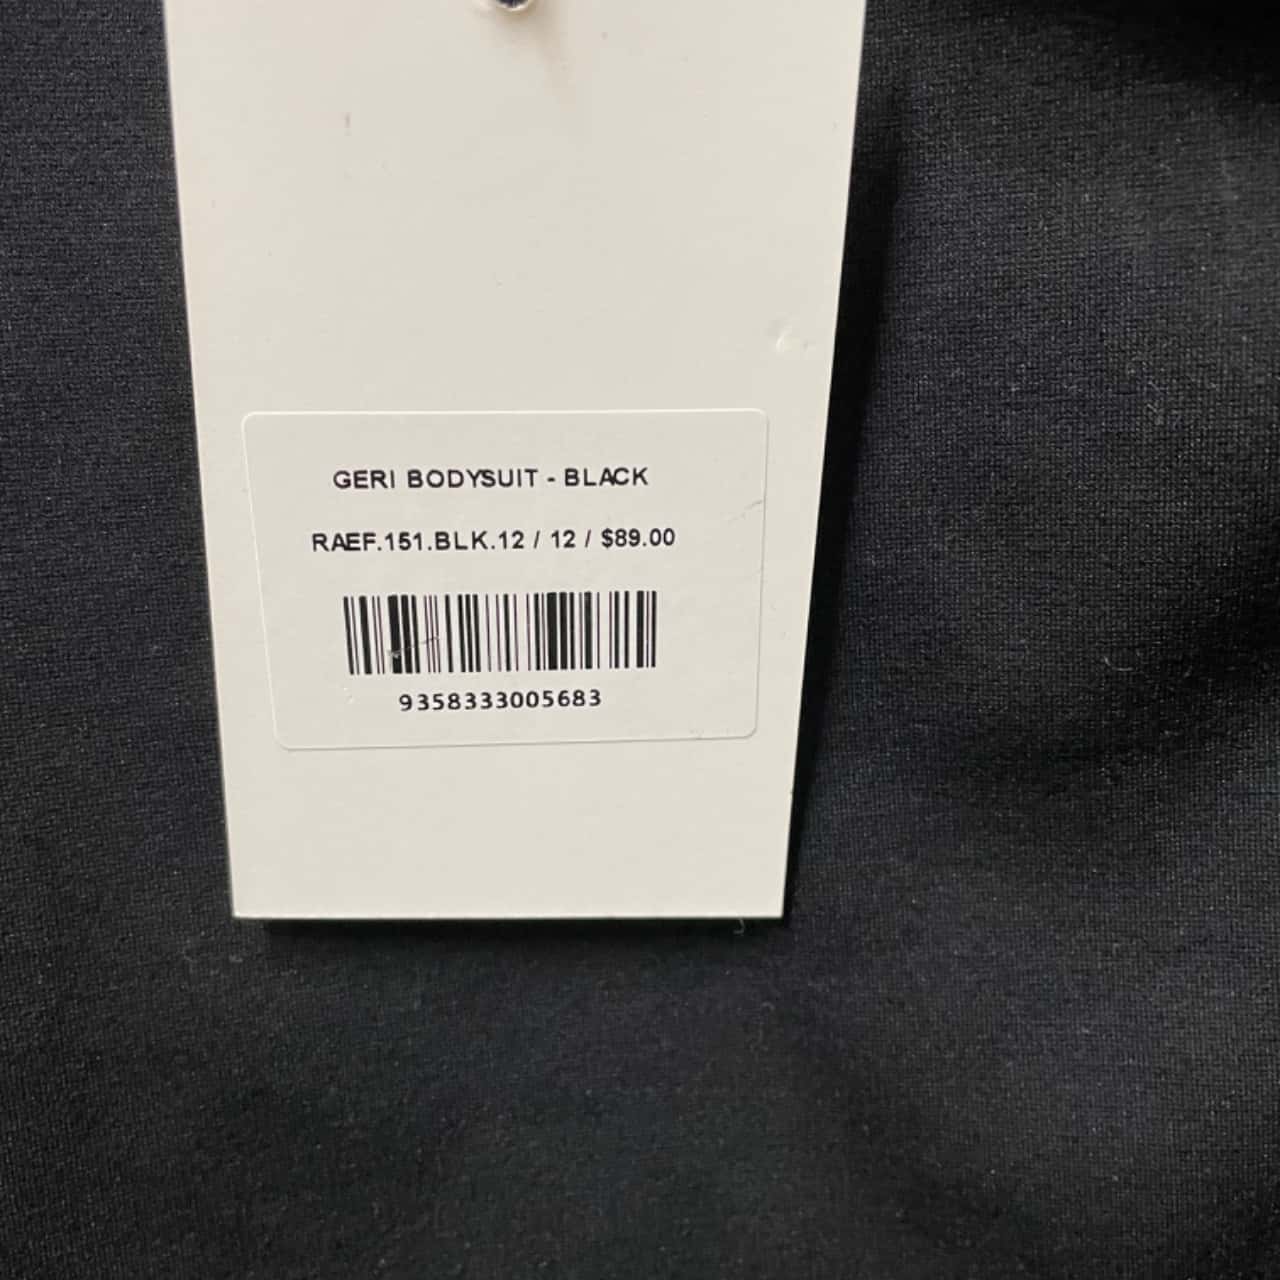 GERI BODYSUIT - BLACK
RAEF.151.BLK.12 / 12 / $89.00
9358333005683